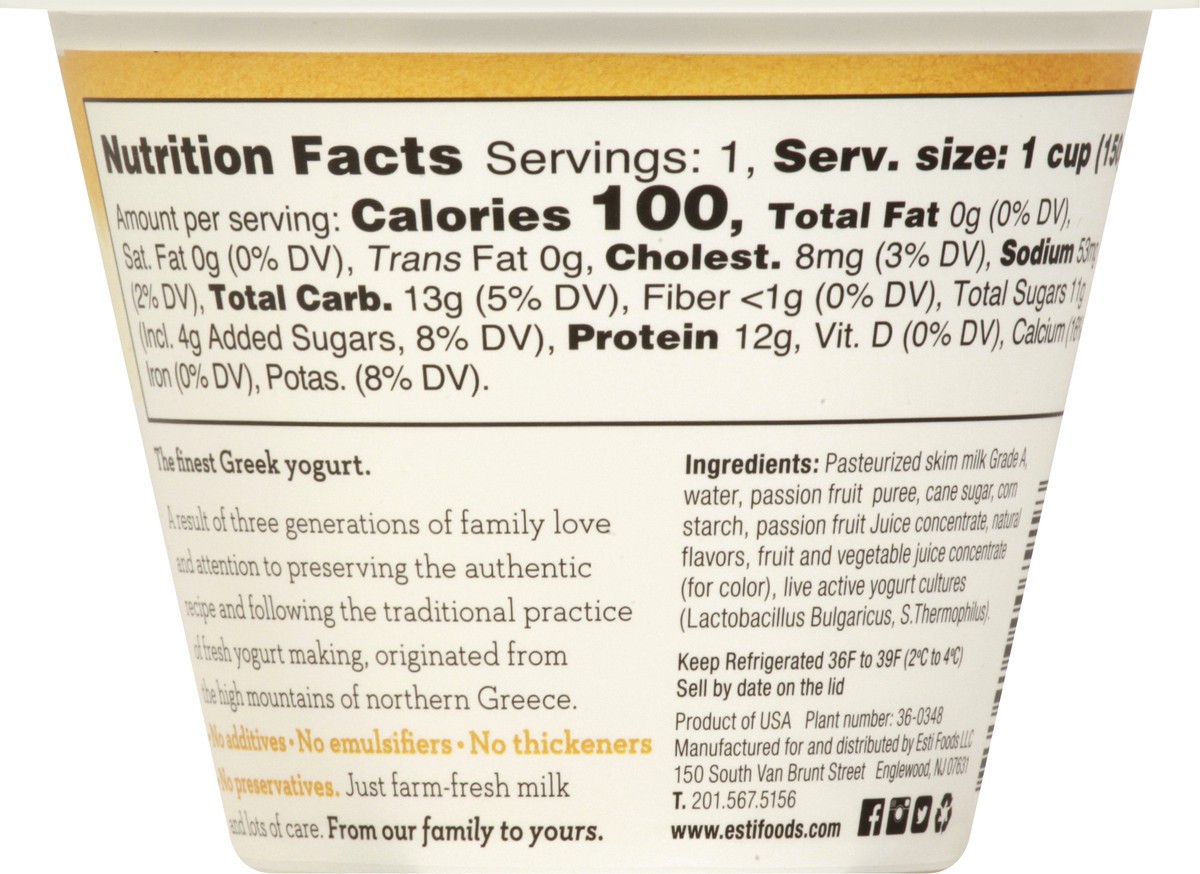 Nutrition Facts Servings: 1, Serv. size: 1 cup
Amount per serving: Calories 100, Total Fat 0g (0% DV),
Sat. Fat 0g (0% DV), Trans Fat 0g, Cholest. 8mg (3% DV), Sodium 53mg
(2% DV), Total Carb. 13g (5% DV), Fiber <1g (0% DV), Total Sugars 11g
(Incl. 4g Added Sugars, 8% DV), Protein 12g, Vit. D (0% DV), Calcium
Iron (0% DV), Potas. (8% DV).
The finest Greek yogurt.
A result of three generations of family love
and attention to preserving the authentic
recipe and following the traditional practice
of fresh yogurt making, originated from
the high mountains of northern Greece.
•No additives • No emulsifiers • No thickeners
No preservatives. Just farm-fresh milk
and lots of care. From our family to yours.
Ingredients: Pasteurized skim milk Grade A,
water, passion fruit puree, cane sugar, corn
starch, passion fruit Juice concentrate, natural
flavors, fruit and vegetable juice concentrate
(for color), live active yogurt cultures
(Lactobacillus Bulgaricus, S.Thermophilus).
Keep Refrigerated 36F to 39F (2ºC to 4ºC)
Sell by date on the lid
Product of USA Plant number: 36-0348
Manufactured for and distributed by Esti Foods LLC
150 South Van Brunt Street Englewood, NJ 07631
T. 201.567.5156
www.estifoods.com